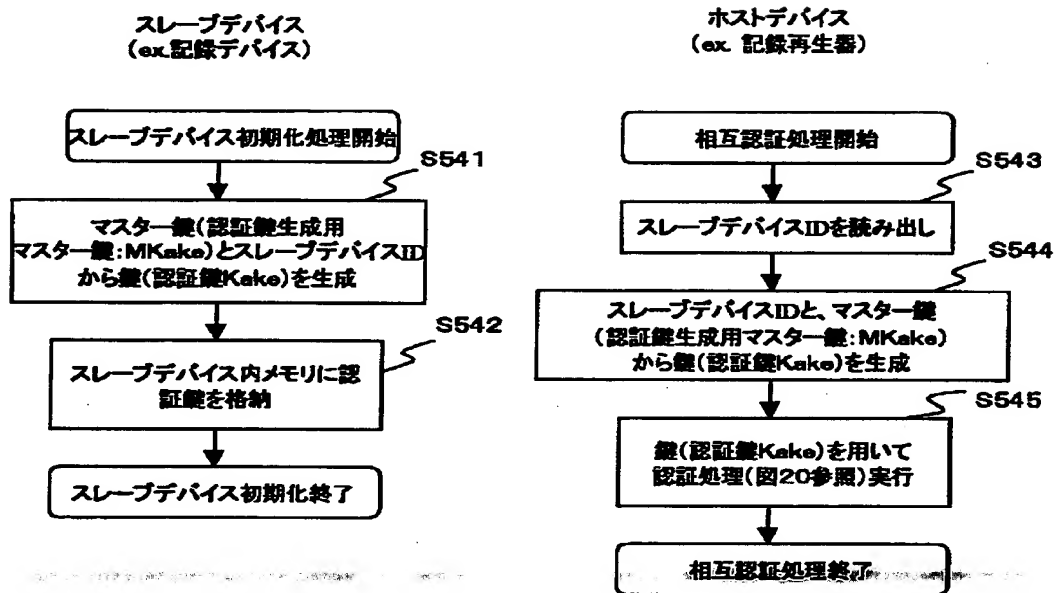 スレーブデバイス
(ex.記録デバイス)
スレーブデバイス初期化処理開始
S541
マスター鍵(認証鍵生成用
マスター鍵:MKake)とスレーブデバイスID
から鍵(認証鍵Kake)を生成
S542
スレーブデバイス内メモリに認
証鍵を格納
スレーブデバイス初期化終了
ホストデバイス
(ex. 記録再生器)
相互認証処理開始
S543
スレーブデバイスIDを読み出し
S544
スレーブデバイスIDと、マスター鍵
(認証鍵生成用マスター鍵:MKake)
から鍵(認証鍵Kake)を生成
S545
鍵(認証鍵Kake)を用いて
認証処理(図20参照)実行
相互認証処理終了